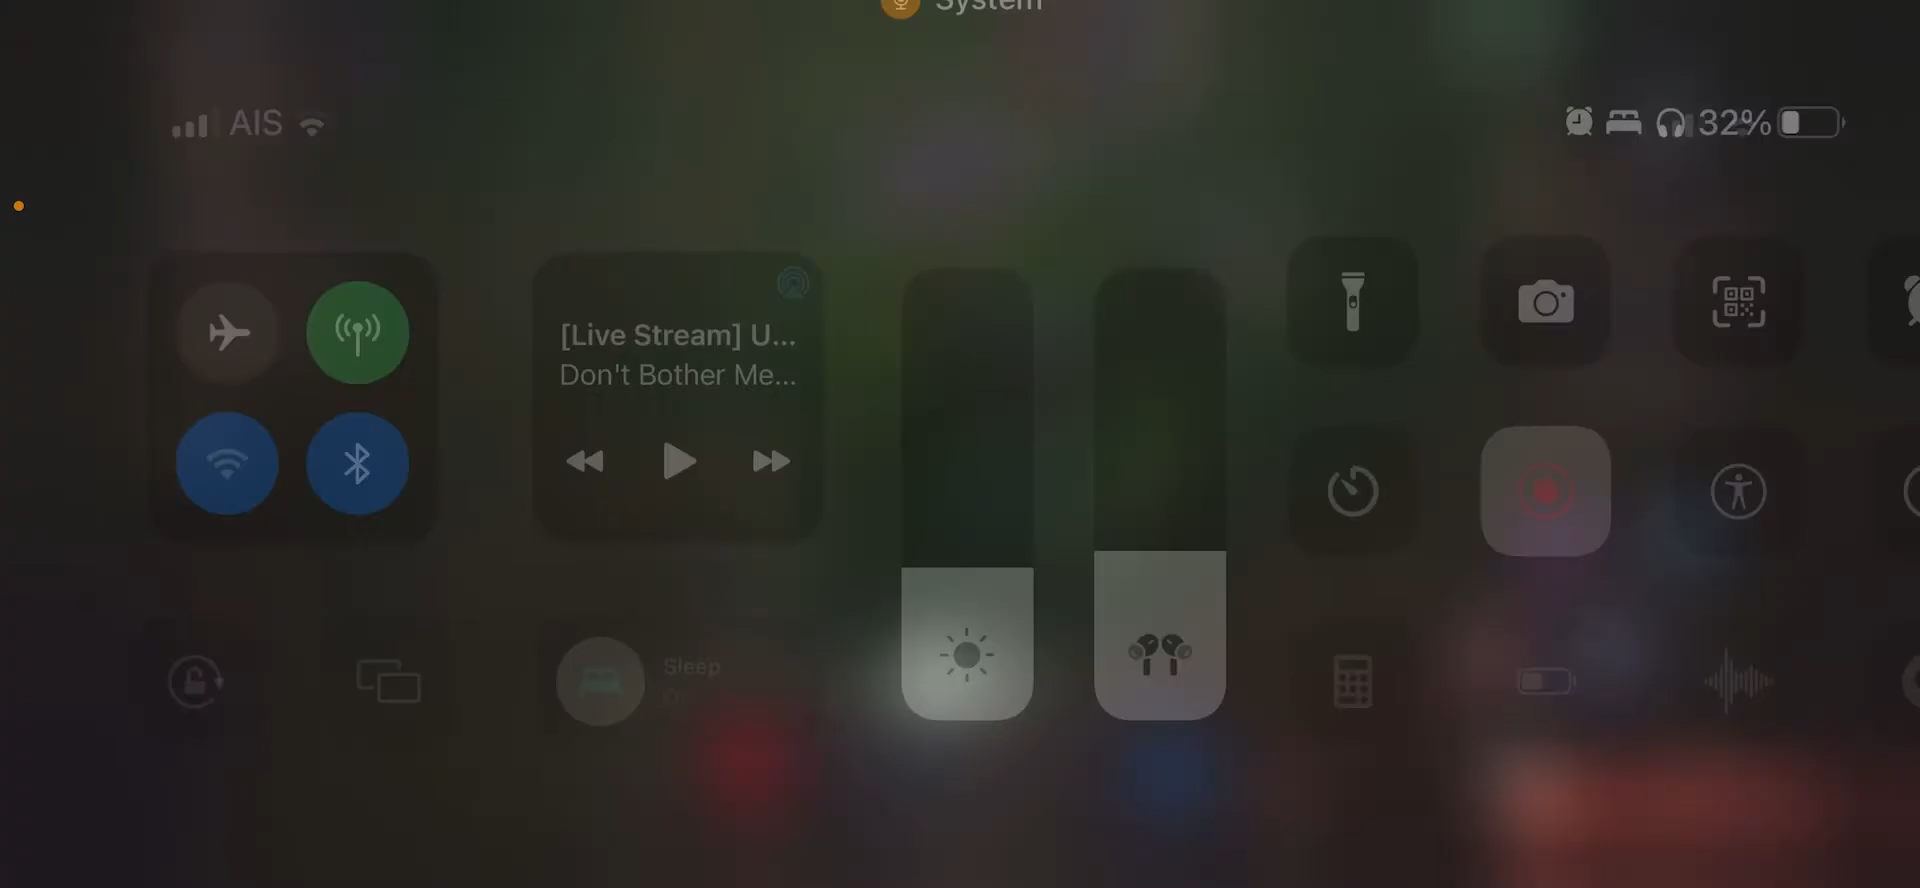 System
AIS
32%
[Live Stream] U...
Don't Bother Me...
Sleep